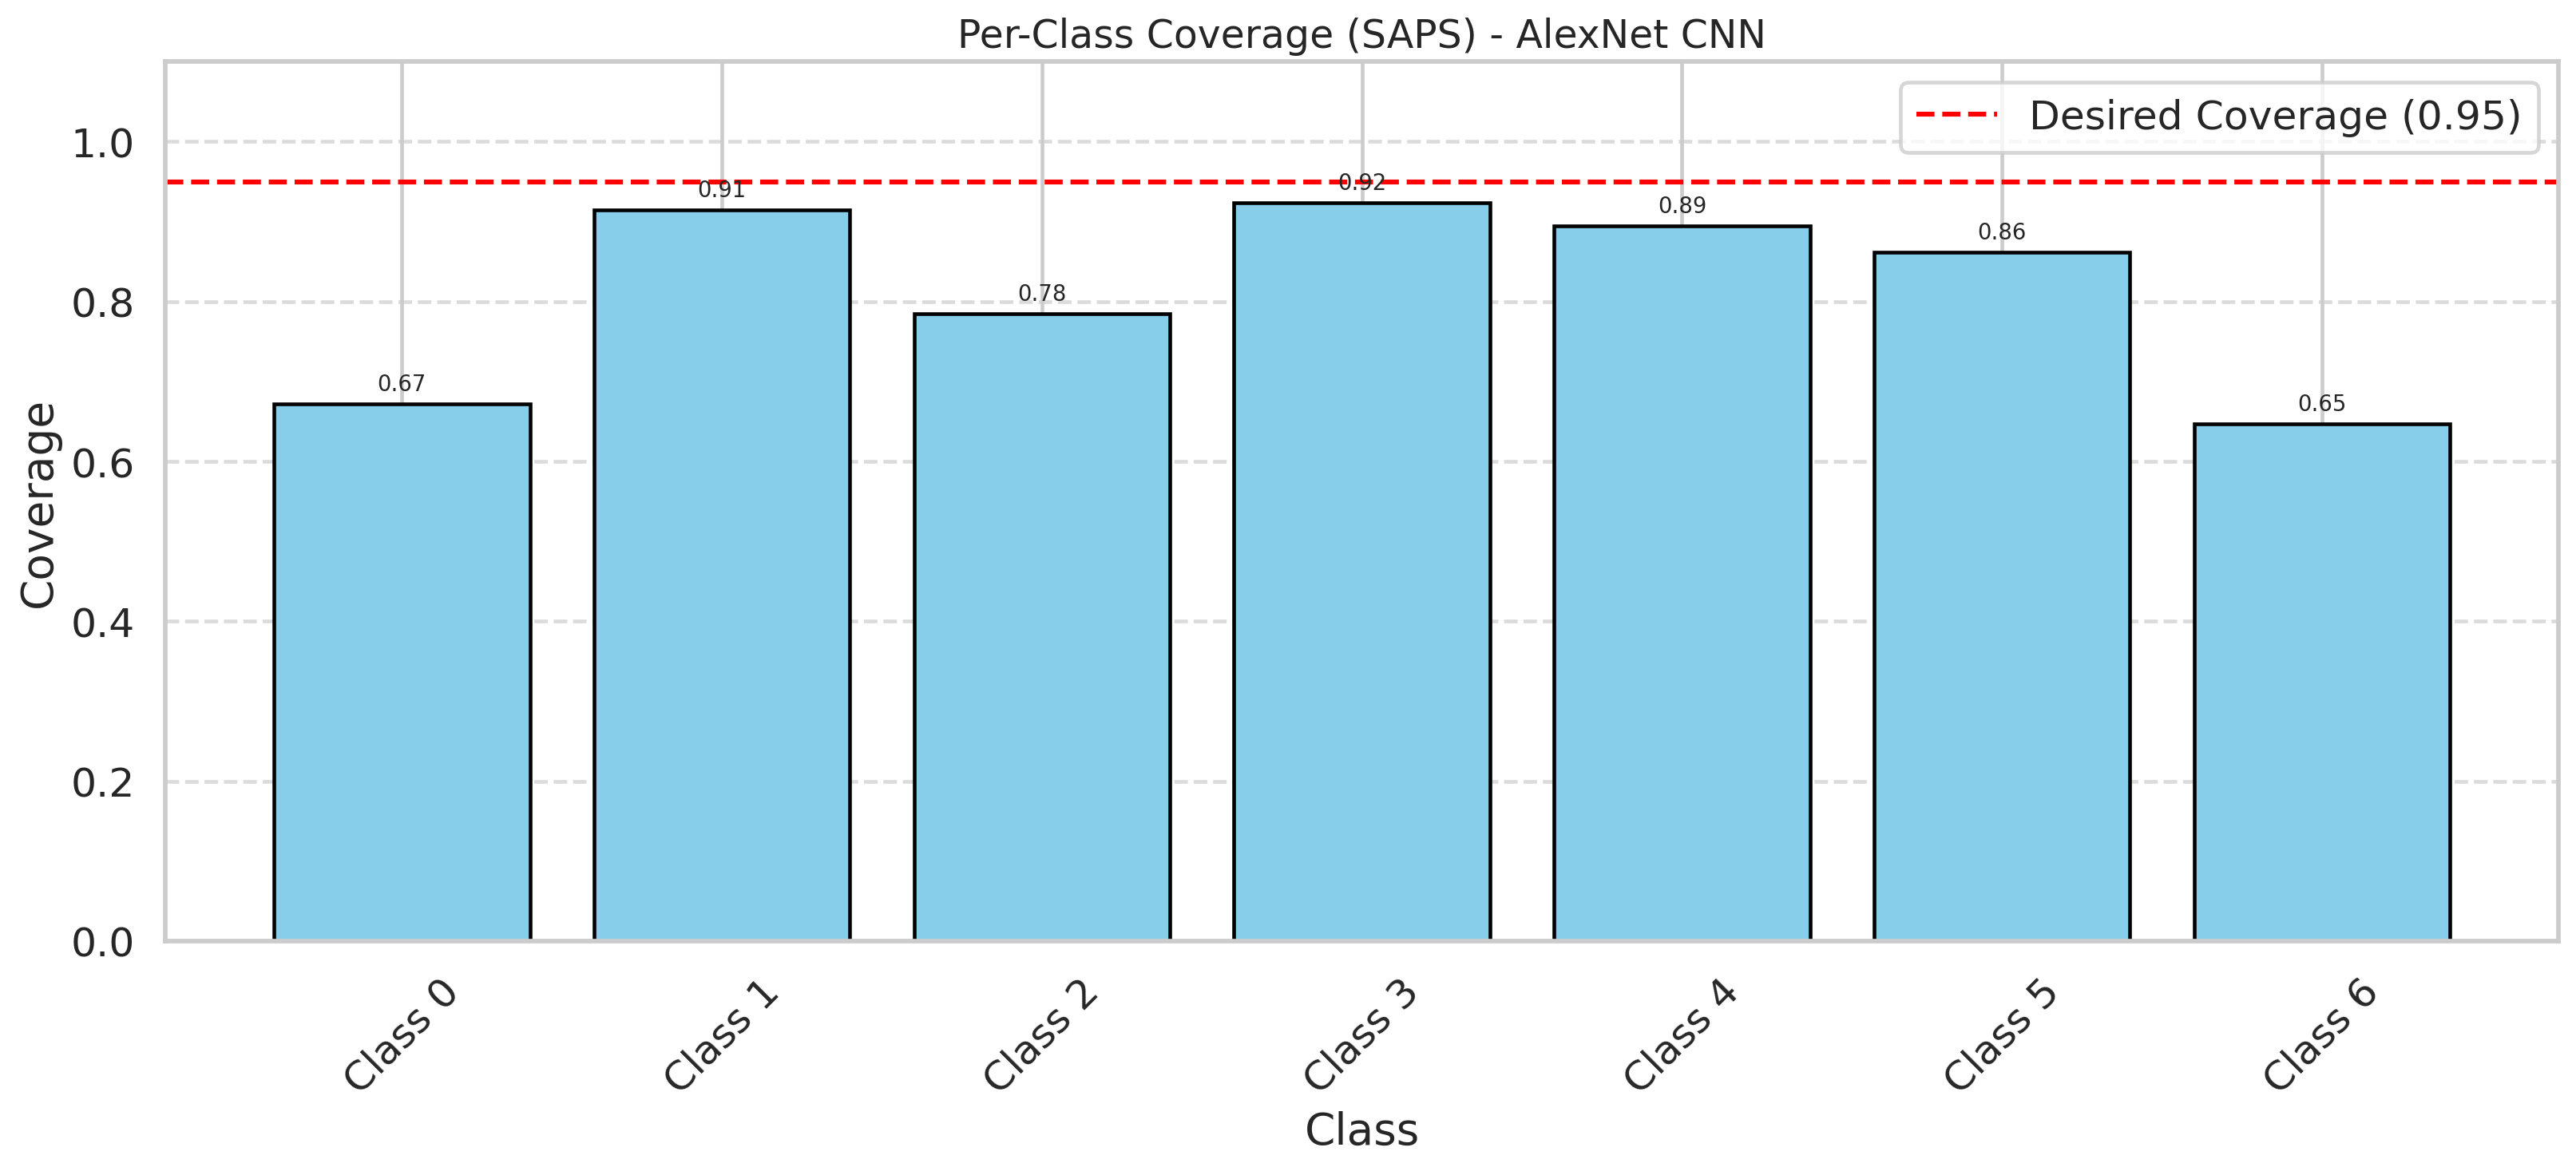 Per-Class Coverage (SAPS) - AlexNet CNN
Desired Coverage (0.95)
1.0
0.8
0.6
0.4
0.2
0.0
Coverage
0.67
0.91
0.78
0.92
0.89
0.86
0.65
Class 0
Class 1
Class 2
Class 3
Class 4
Class 5
Class 6
Class